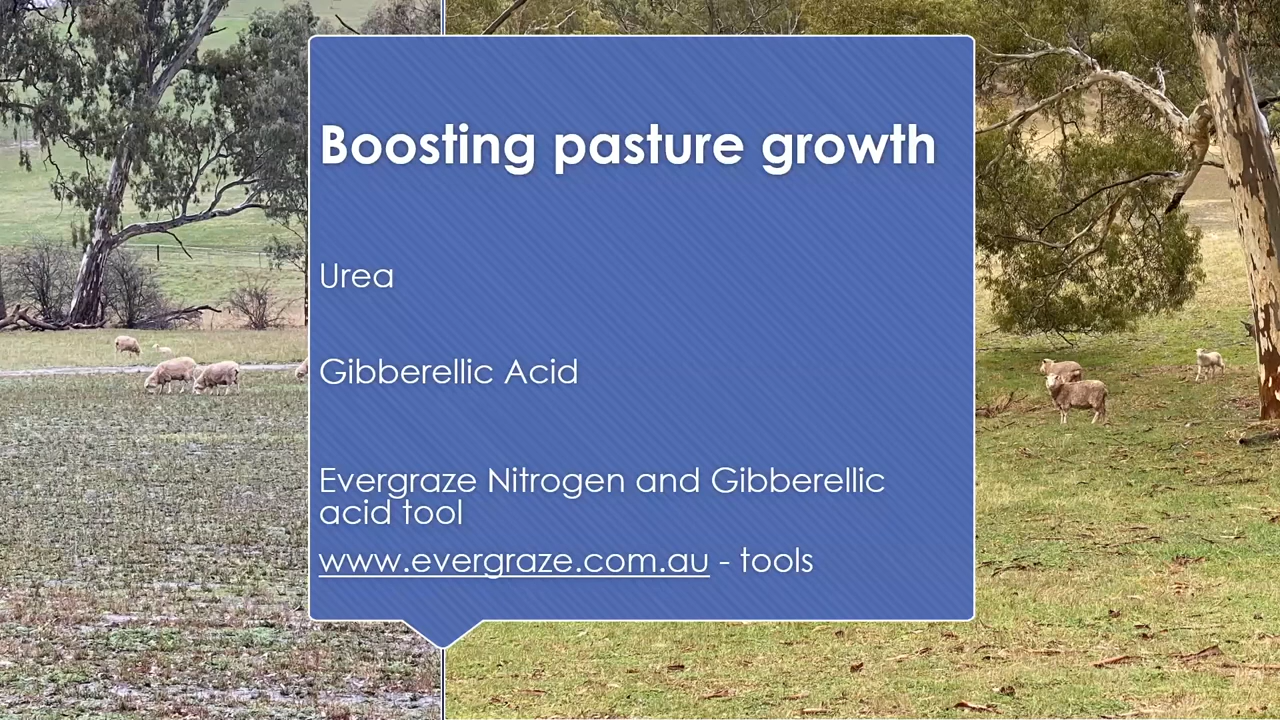 Boosting pasture growth
Urea
Gibberellic Acid
Evergraze Nitrogen and Gibberellic
acid tool
www.evergraze.com.au - tools